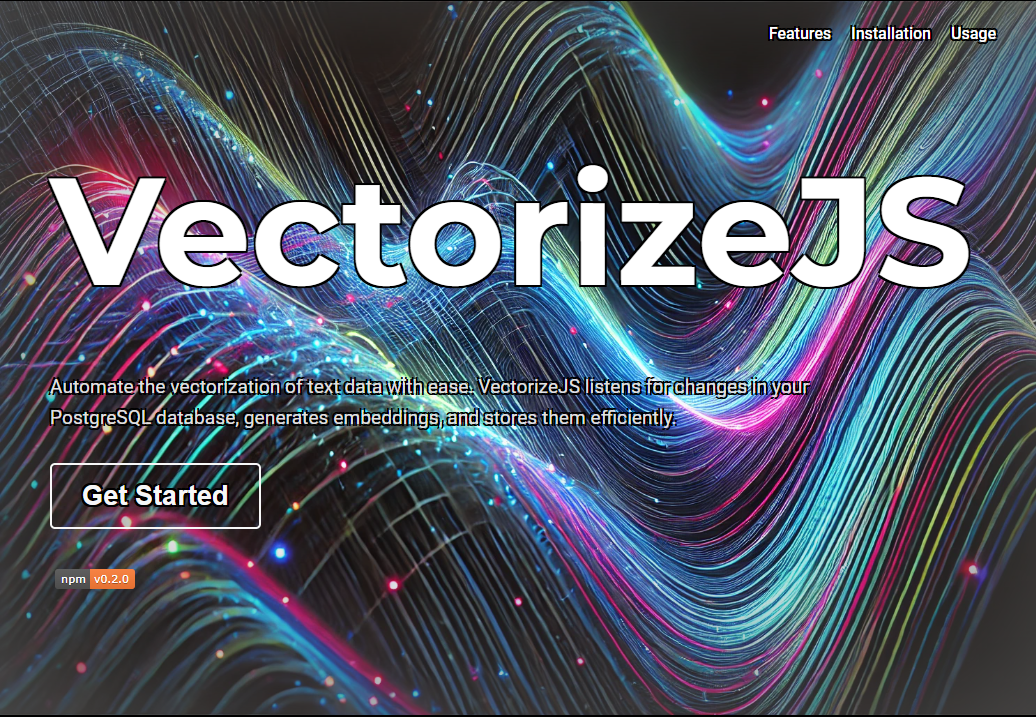 Features Installation Usage
VectorizeJS
Automate the vectorization of text data with ease. VectorizeJS listens for changes in your
PostgreSQL database, generates embeddings, and stores them efficiently.
Get Started
npm v0.2.0